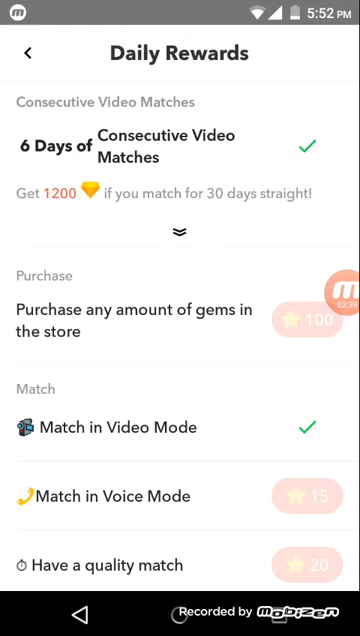 5:52 PM
Daily Rewards
Consecutive Video Matches
6 Days of Consecutive Video
Matches
Get 1200 if you match for 30 days straight!
Purchase
Purchase any amount of gems in
the store
100
02:39
Match
Match in Video Mode
Match in Voice Mode
15
Have a quality match
20
Recorded by mobizen